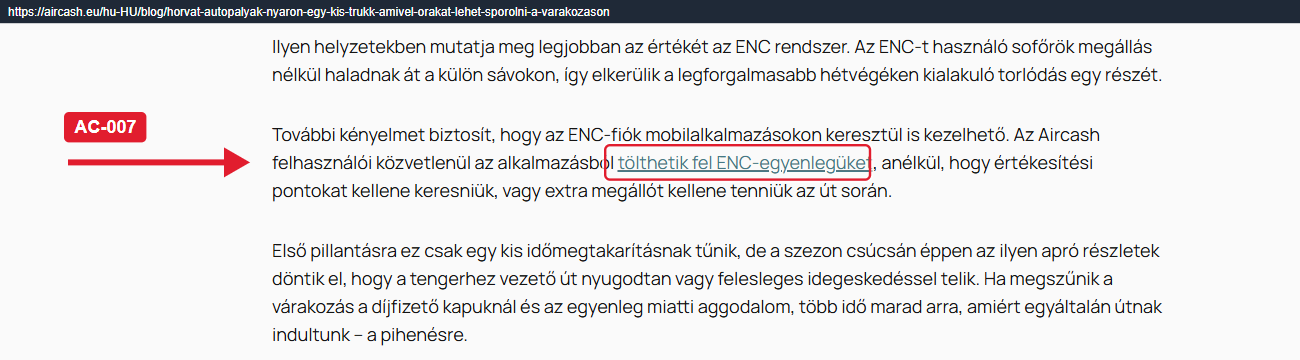 https://aircash.eu/hu-HU/blog/horvat-autopalyak-nyaron-egy-kis-trukk-amivel-orakat-lehet-sporolni-a-varakozason
Ilyen helyzetekben mutatja meg legjobban az értékét az ENC rendszer. Az ENC-t használó sofőrök megállás
nélkül haladnak át a külön sávokon, így elkerülik a legforgalmasabb hétvégéken kialakuló torlódás egy részét.
AC-007
További kényelmet biztosít, hogy az ENC-fiók mobilalkalmazásokon keresztül is kezelhető. Az Aircash
felhasználói közvetlenül az alkalmazásból tölthetik fel ENC-egyenlegüket, anélkül, hogy értékesítési
pontokat kellene keresniük, vagy extra megállót kellene tenniük az út során.
Első pillantásra ez csak egy kis időmegtakarításnak tűnik, de a szezon csúcsán éppen az ilyen apró részletek
döntik el, hogy a tengerhez vezető út nyugodtan vagy felesleges idegeskedéssel telik. Ha megszűnik a
várakozás a díjfizető kapuknál és az egyenleg miatti aggodalom, több idő marad arra, amiért egyáltalán útnak
indultunk – a pihenésre.